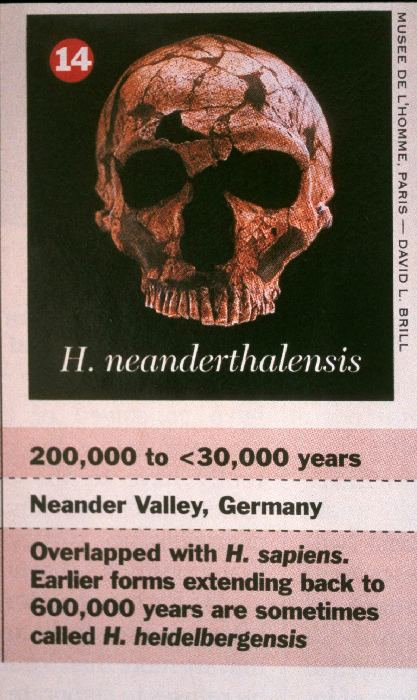 14
MUSEE DE L'HOMME, PARIS — DAVID L. BRILL
H. neanderthalensis
200,000 to <30,000 years
Neander Valley, Germany
Overlapped with H. sapiens.
Earlier forms extending back to
600,000 years are sometimes
called H. heidelbergensis